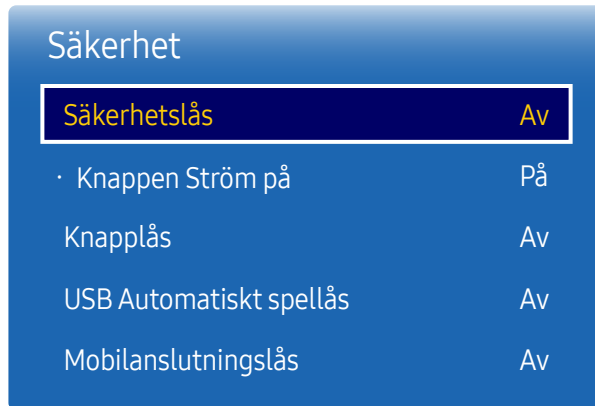 Säkerhet
Säkerhetslås Av
· Knappen Ström på På
Knapplås Av
USB Automatiskt spellås Av
Mobilanslutningslås Av